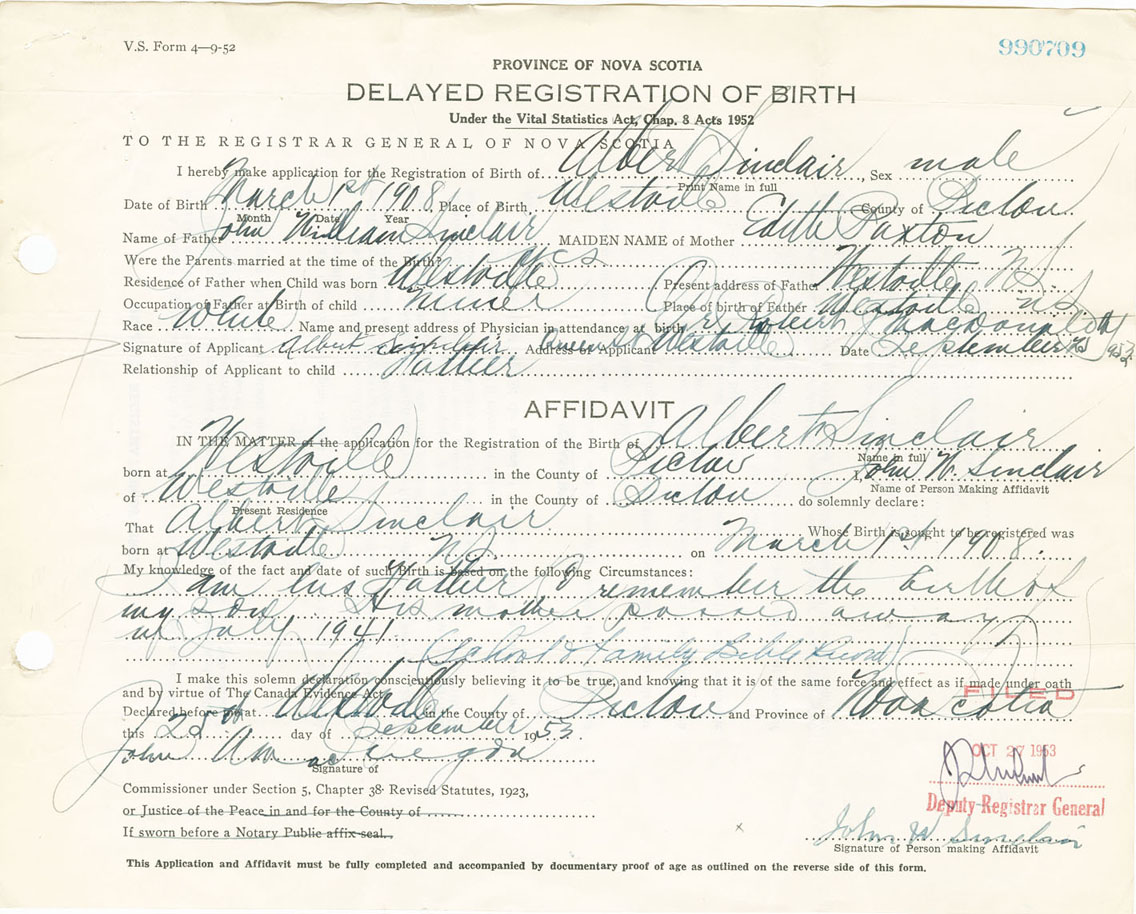 V.S. Form 4—9-52
990709
PROVINCE OF NOVA SCOTIA
DELAYED REGISTRATION OF BIRTH
Under the Vital Statistics Act, Chap. 8 Acts 1952
TO THE REGISTRAR GENERAL OF NOVA SCOTIA
I hereby make application for the Registration of Birth of Albert Sinclair, Sex male
Print Name in full
Date of Birth March 1st 1908, Place of Birth Westville County of Pictou
Month Date Year
Name of Father John William Sinclair MAIDEN NAME of Mother Edith Paxton
Were the Parents married at the time of the Birth? yes
Residence of Father when Child was born Westville Present address of Father Westville N.S.
Occupation of Father at Birth of child Miner Place of birth of Father Westville N.S.
Race White Name and present address of Physician in attendance at birth Dr Robert MacDonald
Signature of Applicant Albert Sinclair Address of Applicant Queen St Westville Date September 1953
Relationship of Applicant to child Father
AFFIDAVIT
IN THE MATTER of the application for the Registration of the Birth of Albert Sinclair
Name in full
born at Westville in the County of Pictou I, John W. Sinclair
Name of Person Making Affidavit
of Westville in the County of Pictou do solemnly declare:
Present Residence
That Albert Sinclair Whose Birth is sought to be registered was
born at Westville N.S. on March 1st 1908.
My knowledge of the fact and date of such Birth is based on the following Circumstances:
I am his Father I remember the Birth of
my son. His mother passed away
in July 1941.
School & Family Bible Record
I make this solemn declaration conscientiously believing it to be true, and knowing that it is of the same force and effect as if made under oath
and by virtue of The Canada Evidence Act.
FILED
Declared before me at Westville in the County of Pictou and Province of Nova Scotia
this 25th day of September 1953
OCT 27 1953
John
Signature of
Commissioner under Section 5, Chapter 38 Revised Statutes, 1923,
Deputy-Registrar General
or Justice of the Peace in and for the County of
If sworn before a Notary Public affix seal.
x John W Sinclair
Signature of Person making Affidavit
This Application and Affidavit must be fully completed and accompanied by documentary proof of age as outlined on the reverse side of this form.